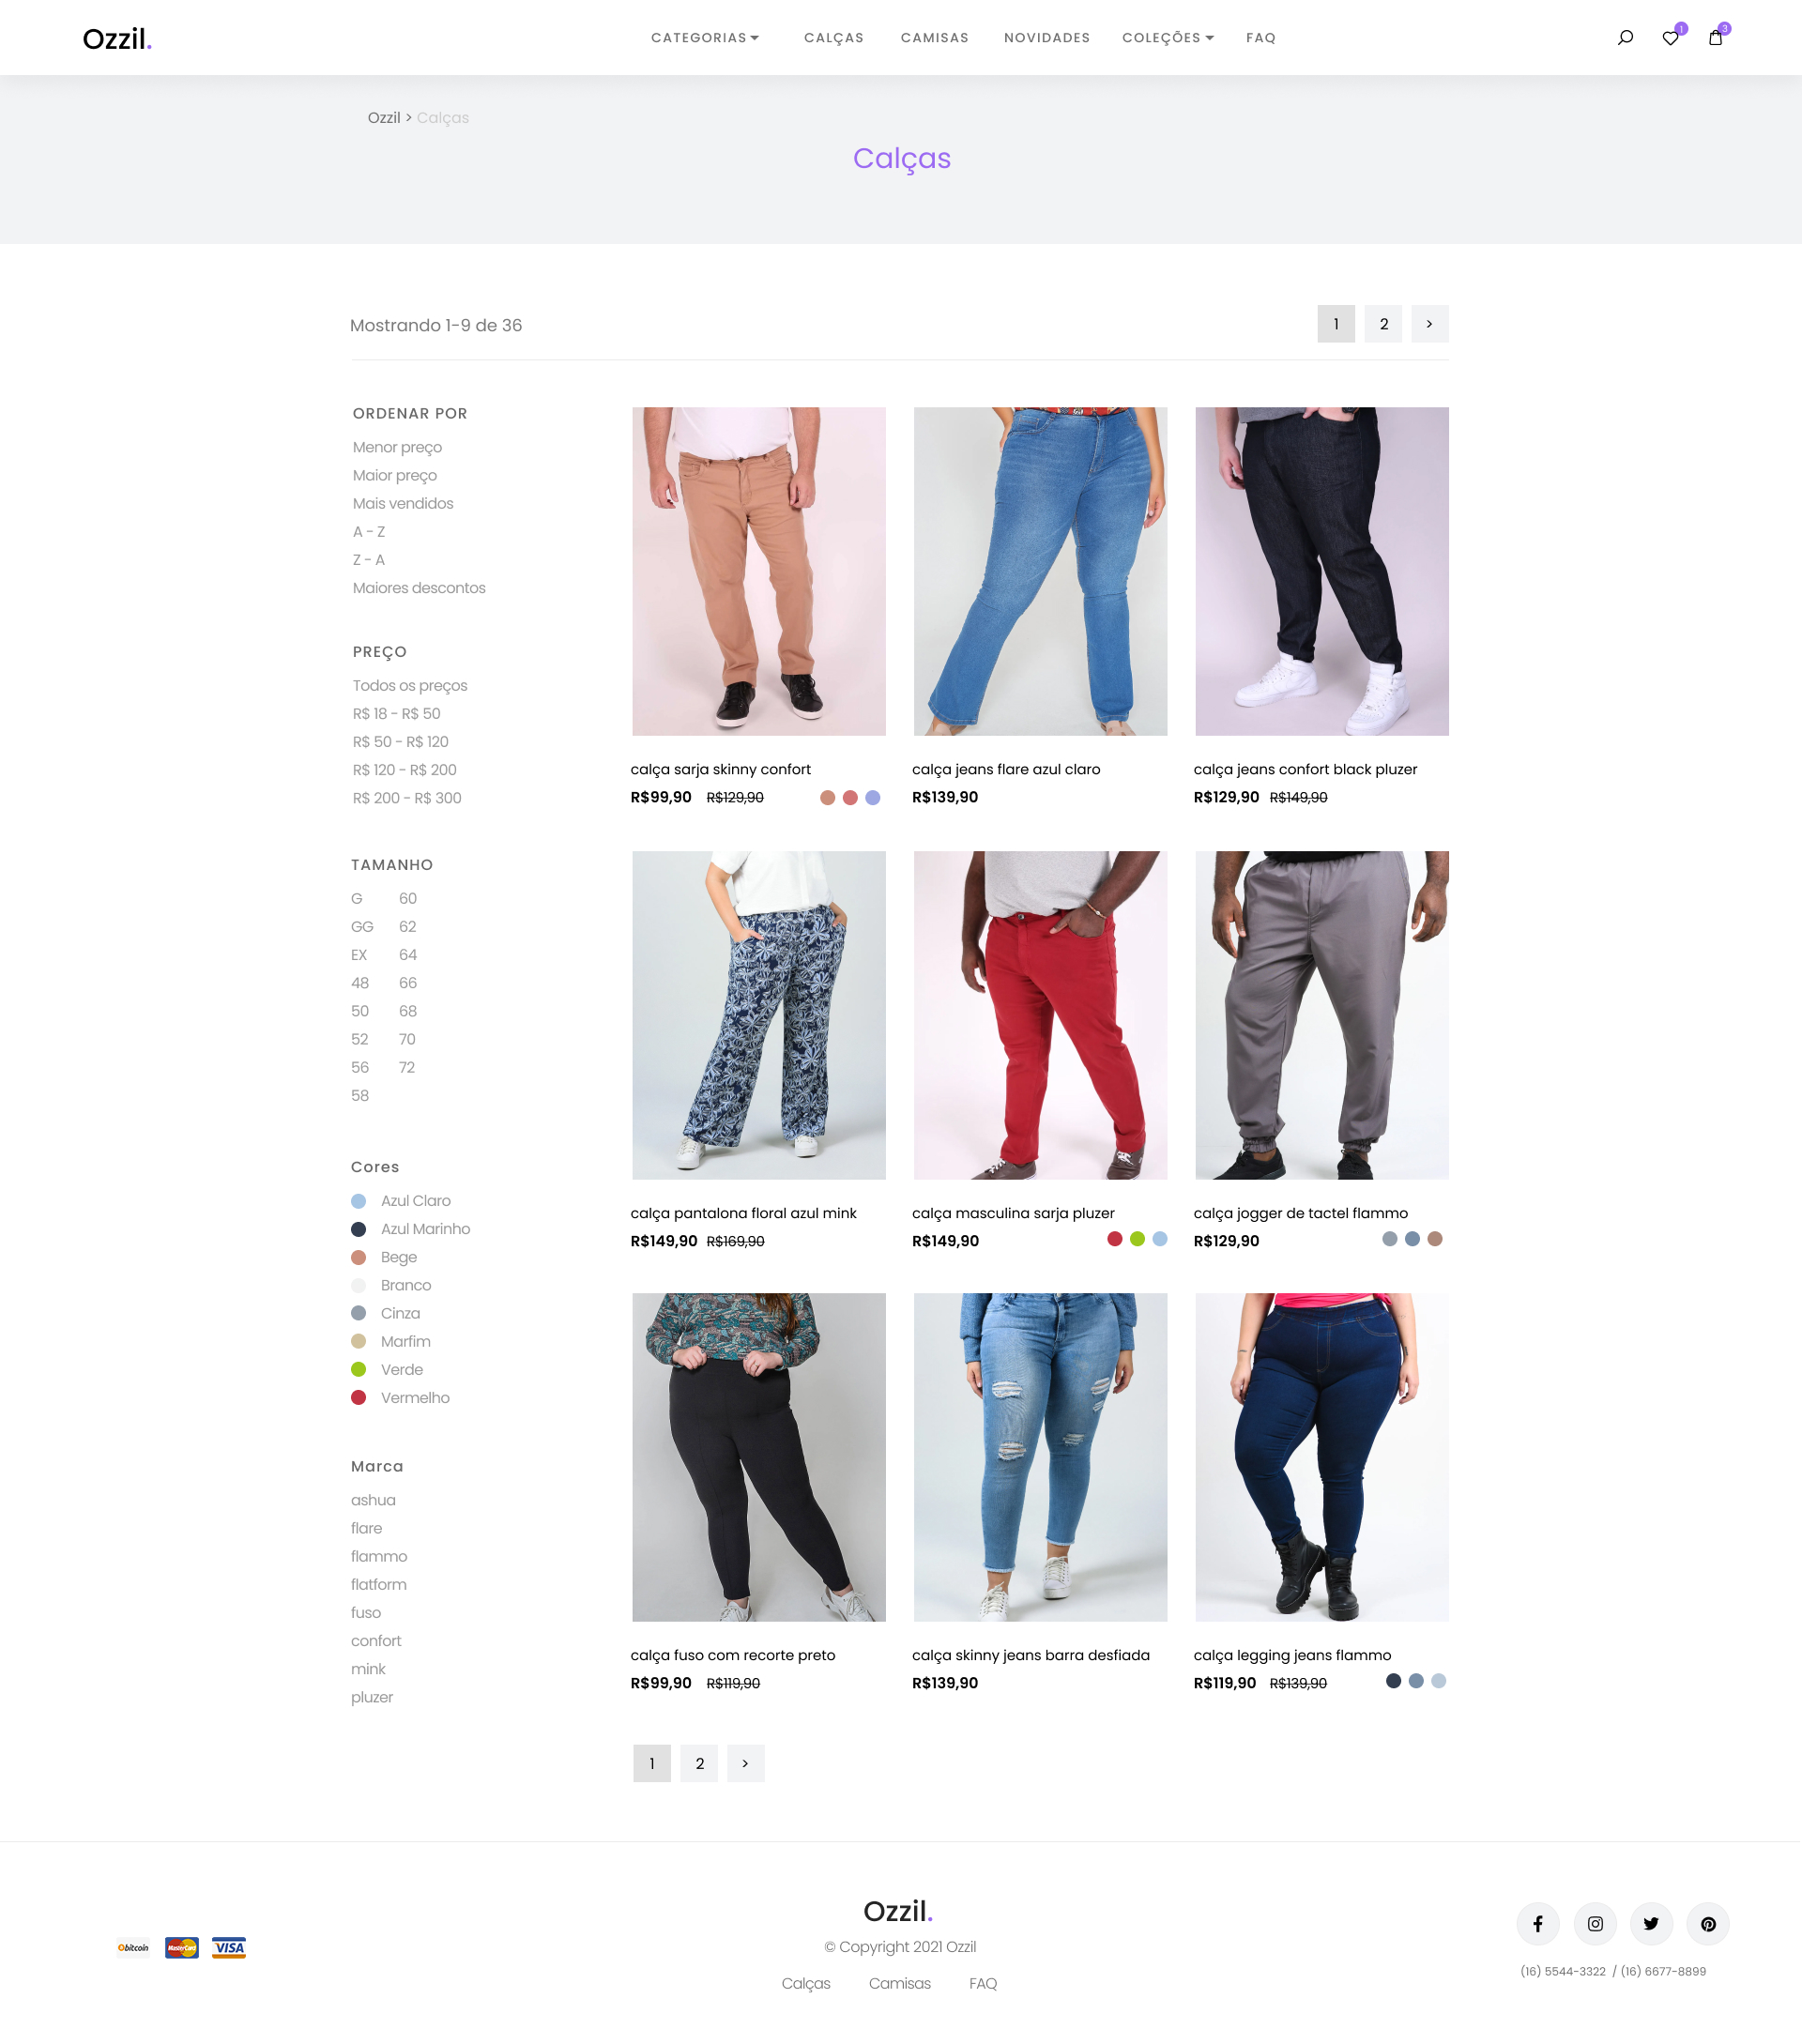 Ozzil.
CATEGORIAS
CALÇAS
CAMISAS
NOVIDADES
COLEÇÕES
FAQ
1
3
Ozzil > Calças
Calças
Mostrando 1-9 de 36
1
2
>
ORDENAR POR
Menor preço
Maior preço
Mais vendidos
A - Z
Z - A
Maiores descontos
PREÇO
Todos os preços
R$ 18 - R$ 50
R$ 50 - R$ 120
R$ 120 - R$ 200
R$ 200 - R$ 300
TAMANHO
G 60
GG 62
EX 64
48 66
50 68
52 70
56 72
58
Cores
Azul Claro
Azul Marinho
Bege
Branco
Cinza
Marfim
Verde
Vermelho
Marca
ashua
flare
flammo
flatform
fuso
confort
mink
pluzer
calça sarja skinny confort
R$99,90 R$129,90
calça jeans flare azul claro
R$139,90
calça jeans confort black pluzer
R$129,90 R$149,90
calça pantalona floral azul mink
R$149,90 R$169,90
calça masculina sarja pluzer
R$149,90
calça jogger de tactel flammo
R$129,90
calça fuso com recorte preto
R$99,90 R$119,90
calça skinny jeans barra desfiada
R$139,90
calça legging jeans flammo
R$119,90 R$139,90
1
2
>
bitcoin
MasterCard
VISA
Ozzil.
© Copyright 2021 Ozzil
Calças
Camisas
FAQ
(16) 5544-3322 / (16) 6677-8899